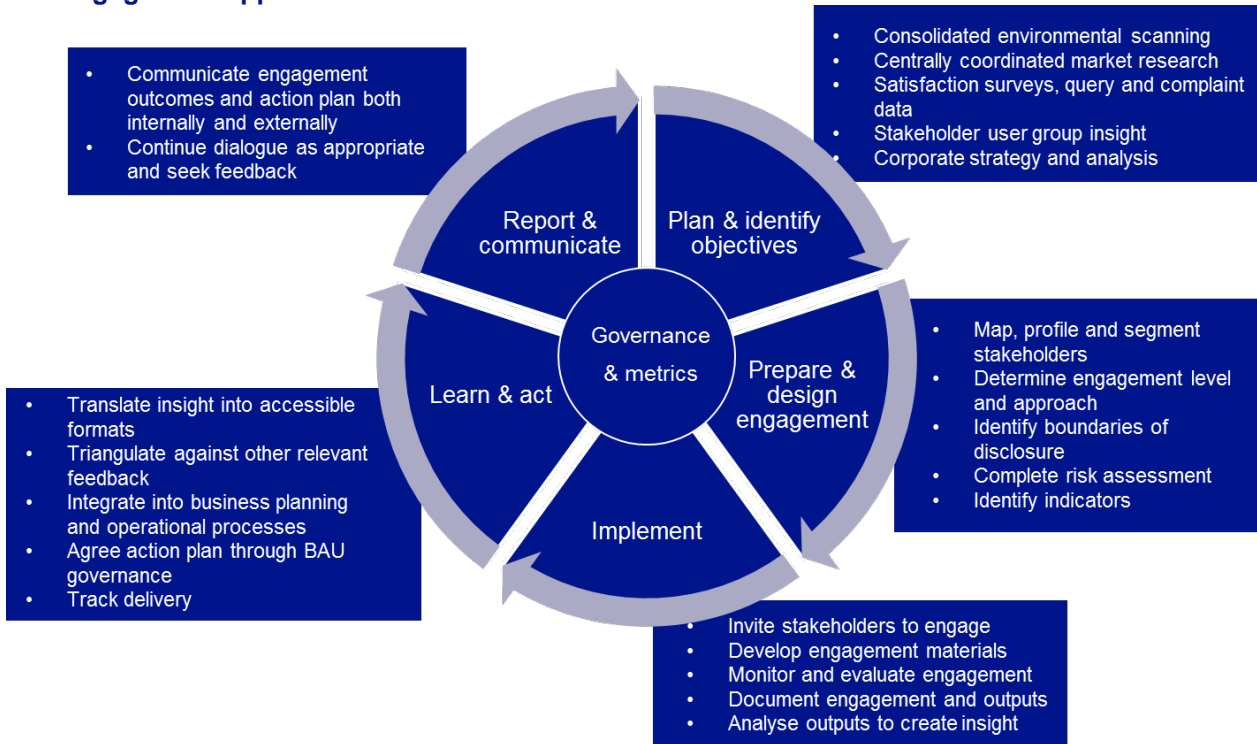 • Communicate engagement
outcomes and action plan both
internally and externally
• Continue dialogue as appropriate
and seek feedback
• Consolidated environmental scanning
• Centrally coordinated market research
• Satisfaction surveys, query and complaint
data
• Stakeholder user group insight
• Corporate strategy and analysis
Report &
communicate
Plan & identify
objectives
Governance
& metrics
Learn & act
Prepare &
design
engagement
Implement
• Map, profile and segment
stakeholders
• Determine engagement level
and approach
• Identify boundaries of
disclosure
• Complete risk assessment
• Identify indicators
• Translate insight into accessible
formats
• Triangulate against other relevant
feedback
• Integrate into business planning
and operational processes
• Agree action plan through BAU
governance
• Track delivery
• Invite stakeholders to engage
• Develop engagement materials
• Monitor and evaluate engagement
• Document engagement and outputs
• Analyse outputs to create insight